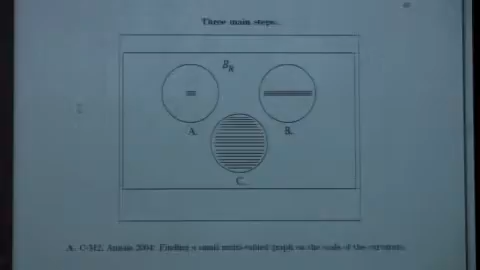 Three main steps.
B_R
A.
B.
C.
A. C-M2, Annals 2004: Finding a small multi-valued graph on the scale of the curvature.